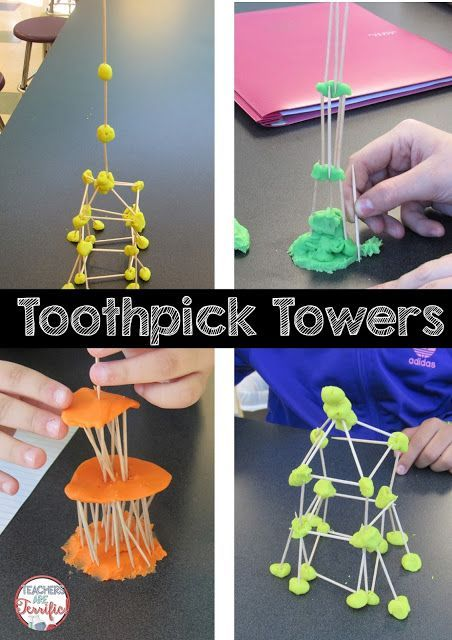 Toothpick Towers
adidas
TEACHERS
ARE
Terrific